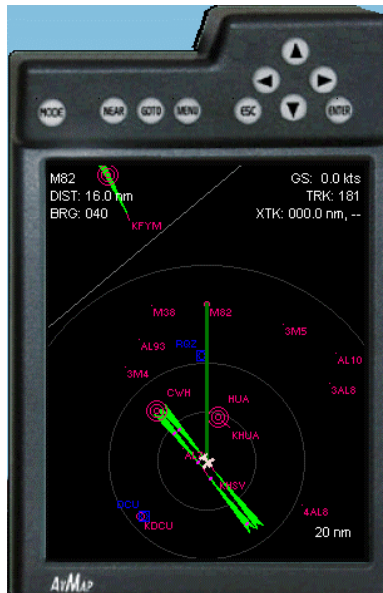 MODE NEAR GOTO MENU ESC ENTER
M82 GS: 0.0 kts
DIST: 16.0 nm TRK: 181
BRG: 040 XTK: 000.0 nm, --
KFYM
M38 M82
3M5
AL93 RQZ
AL10
3M4
3AL8
CWH HUA
KHUA
KHSV
DCU
KDCU
4AL8
20 nm
AvMap